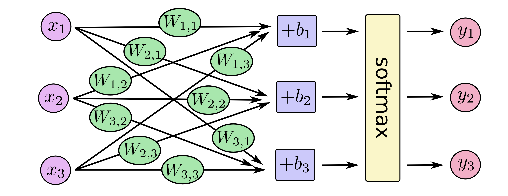 x₁ W₁,₁ +b₁ y₁
W₂,₁ W₁,₃
W₁,₂
x₂ W₂,₂ +b₂ softmax y₂
W₃,₂
W₃,₁
W₂,₃
x₃ W₃,₃ +b₃ y₃